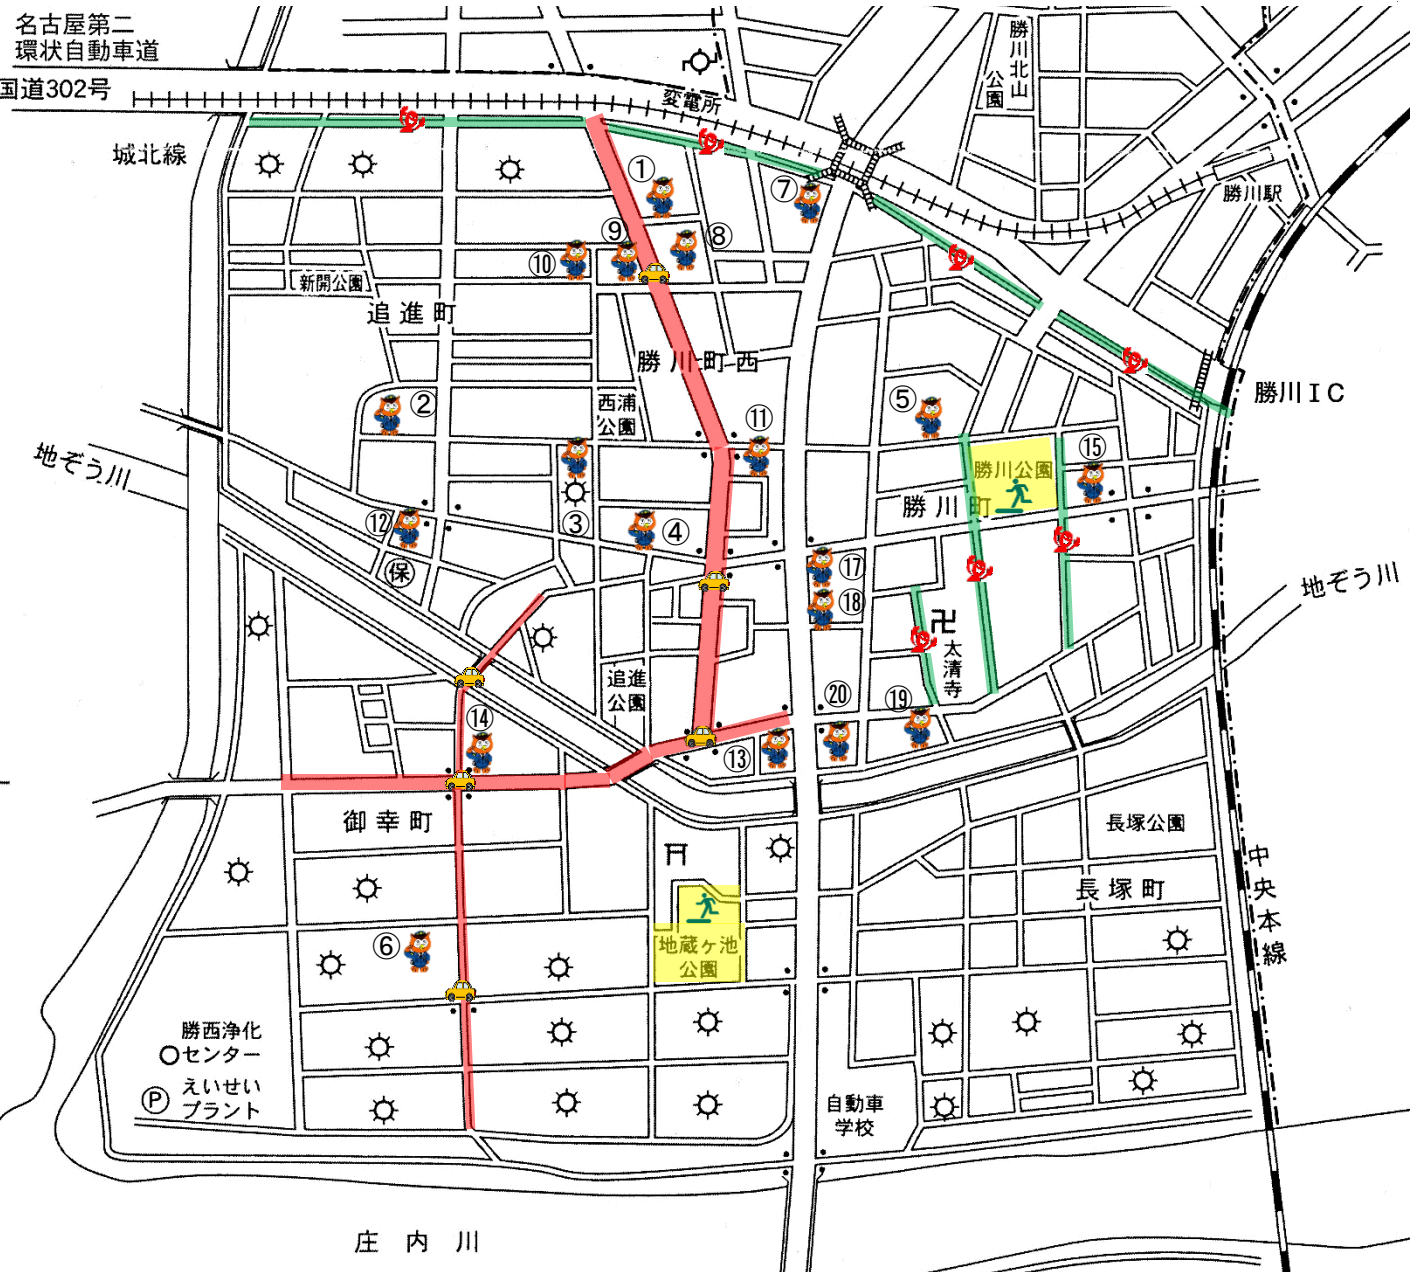 名古屋第二
環状自動車道
国道302号
城北線
変電所
勝川北山
公園
勝川駅
①
⑦
⑨
⑧
⑩
新開公園
追進町
勝川町西
勝川IC
②
西浦
公園
⑪
⑤
地ぞう川
勝川公園
⑮
勝川町
⑫
③
④
保
⑰
⑱
地ぞう川
卍
太清寺
追進
公園
⑭
⑳
⑲
⑬
御幸町
長塚公園
長塚町
中央本線
⑥
地蔵ヶ池
公園
勝西浄化
センター
P
えいせい
プラント
自動車
学校
庄内川